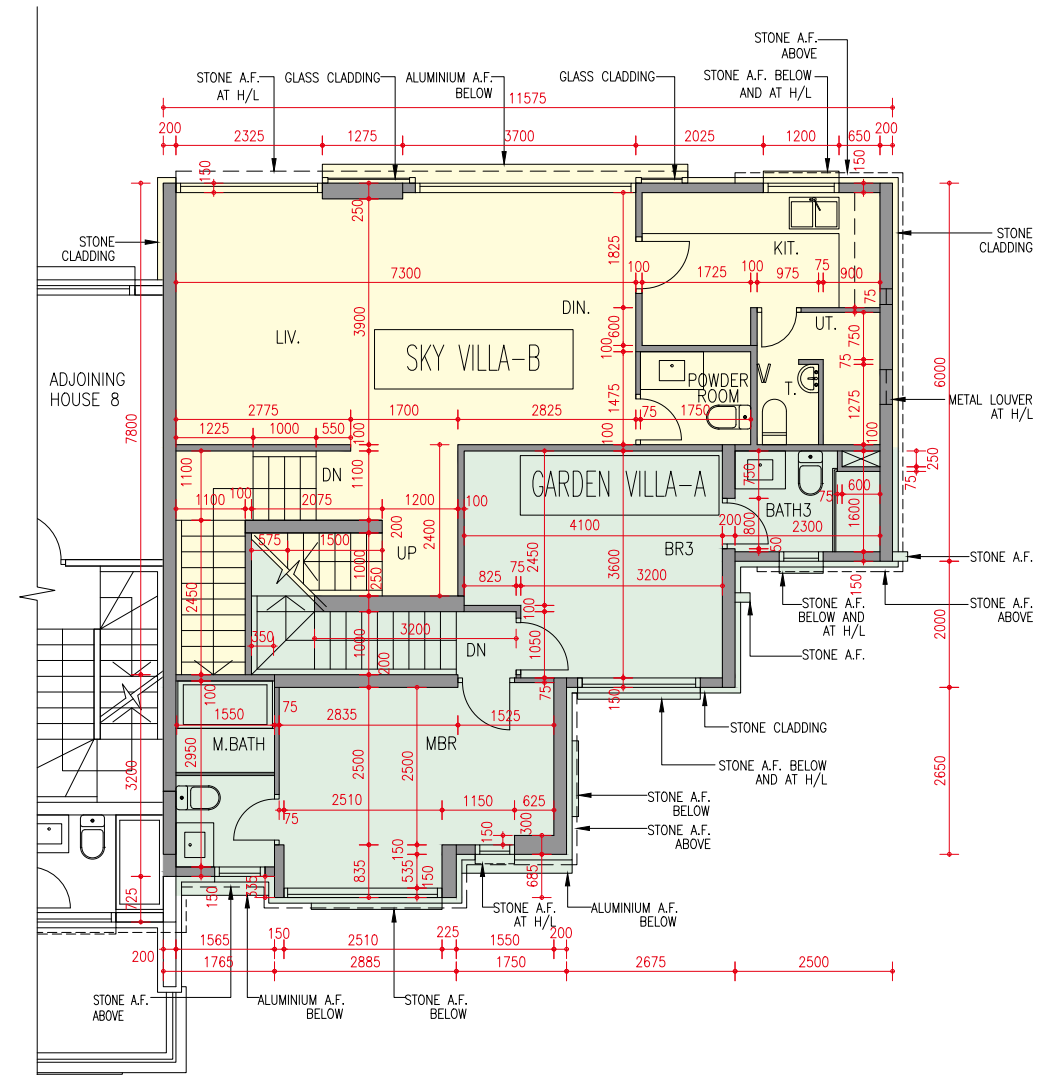 STONE A.F.
ABOVE
STONE A.F.
AT H/L
GLASS CLADDING
ALUMINIUM A.F.
BELOW
GLASS CLADDING
STONE A.F. BELOW
AND AT H/L
11575
200
2325
1275
3700
2025
1200
650
200
150
150
250
STONE
CLADDING
STONE
CLADDING
KIT.
1825
7300
100
1725
100
975
75
900
75
3900
DIN.
UT.
LIV.
600
750
SKY VILLA-B
100
75
6000
ADJOINING
HOUSE 8
POWDER
ROOM
T.
METAL LOUVER
AT H/L
7800
1475
1275
2775
1700
2825
75
1750
1225
1000
550
100
100
100
1100
1100
DN
GARDEN VILLA-A
750
250
75
75
600
1100
100
2075
1200
100
BATH3
1600
4100
200
800
2300
200
2400
575
1500
UP
2450
BR3
50
1000
250
3600
STONE A.F.
825
75
3200
150
2450
100
STONE A.F.
BELOW AND
AT H/L
STONE A.F.
ABOVE
2000
350
1000
3200
DN
1050
STONE A.F.
200
100
75
150
1550
75
2835
1525
STONE CLADDING
M.BATH
MBR
2950
2500
2500
STONE A.F. BELOW
AND AT H/L
2650
3200
2510
1150
625
STONE A.F.
BELOW
75
150
300
STONE A.F.
ABOVE
150
835
535
150
685
150
535
725
STONE A.F.
AT H/L
ALUMINIUM A.F.
BELOW
200
1565
150
2510
225
1550
200
1765
2885
1750
2675
2500
STONE A.F.
ABOVE
ALUMINIUM A.F.
BELOW
STONE A.F.
BELOW